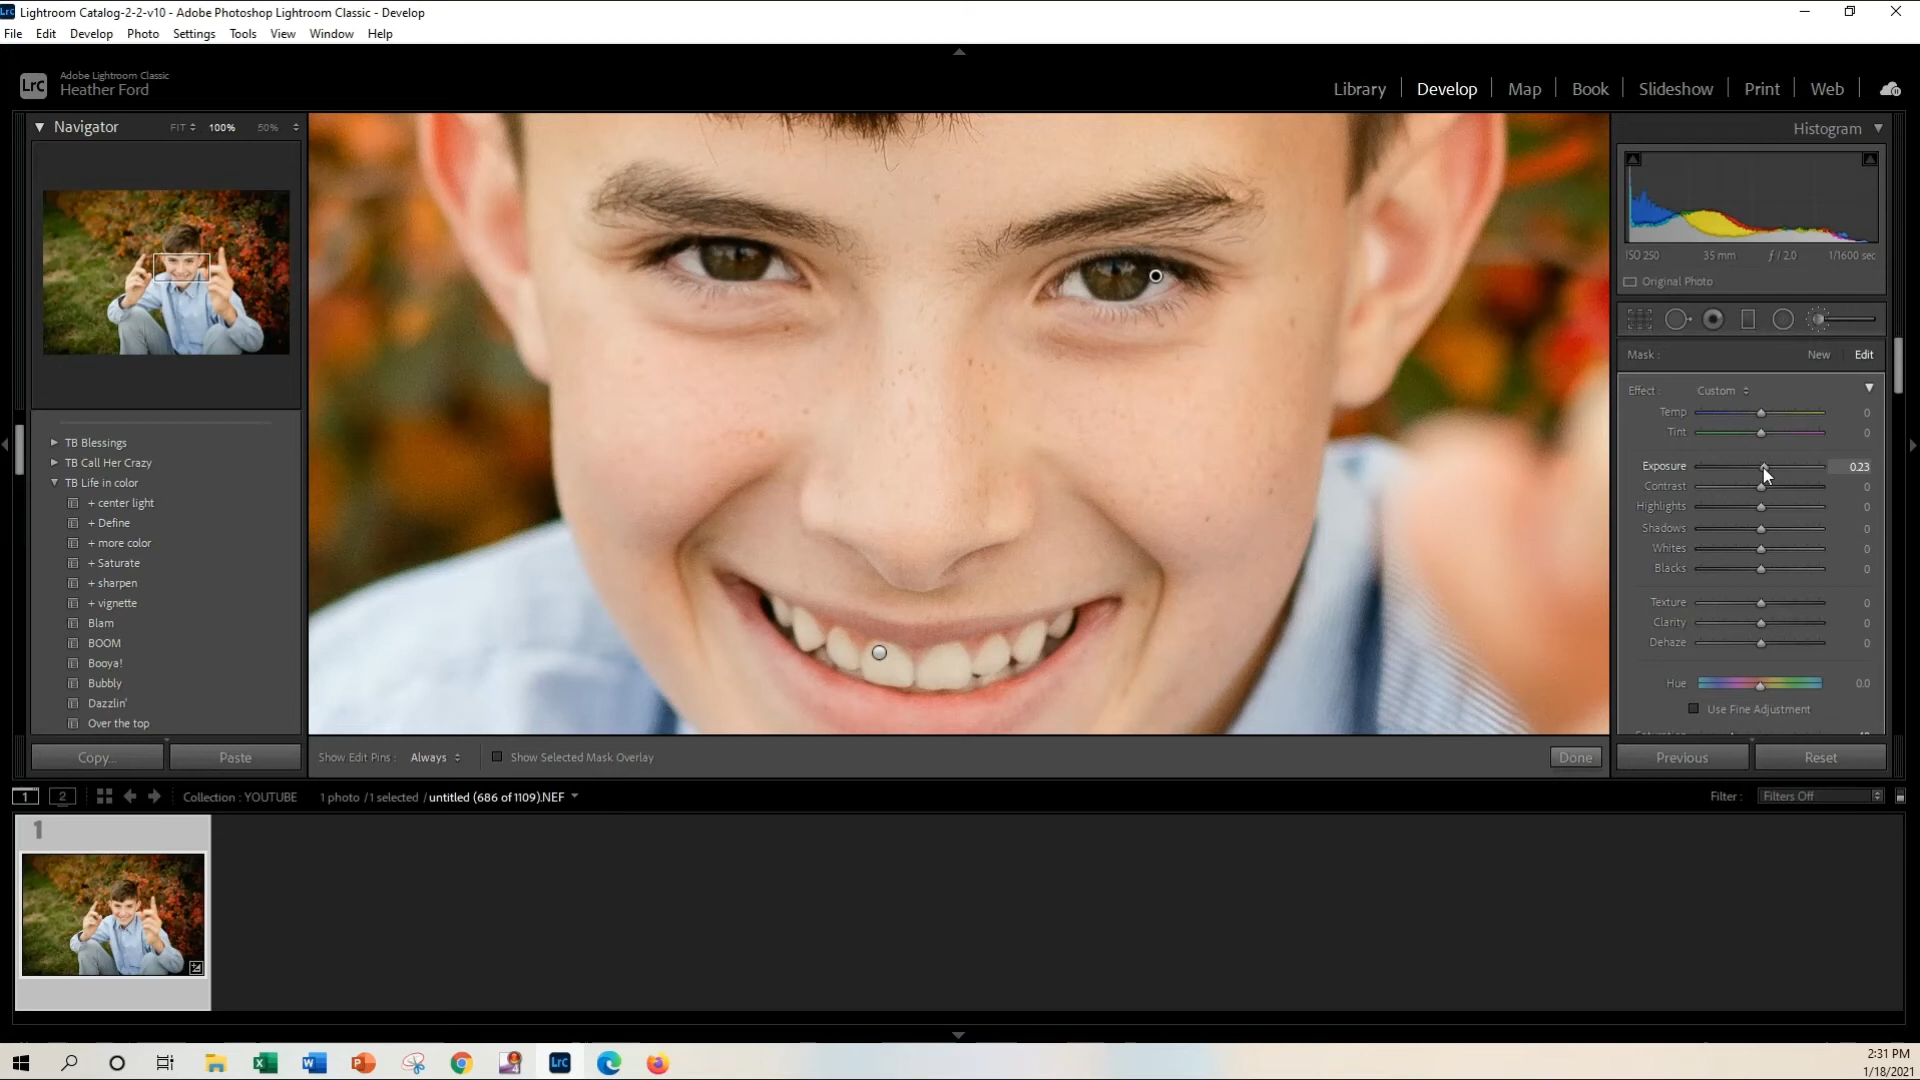 Lrc Lightroom Catalog-2-2-v10 - Adobe Photoshop Lightroom Classic - Develop
File Edit Develop Photo Settings Tools View Window Help
LrC Adobe Lightroom Classic
Heather Ford
Library Develop Map Book Slideshow Print Web
Navigator FIT 100% 50%
Histogram
ISO 250 35 mm ƒ / 2.0 1/1600 sec
Original Photo
Mask : New Edit
Effect : Custom
Temp 0
Tint 0
Exposure 0.23
Contrast 0
Highlights 0
Shadows 0
Whites 0
Blacks 0
Texture 0
Clarity 0
Dehaze 0
Hue 0.0
Use Fine Adjustment
TB Blessings
TB Call Her Crazy
TB Life in color
+ center light
+ Define
+ more color
+ Saturate
+ sharpen
+ vignette
Blam
BOOM
Booya!
Bubbly
Dazzlin'
Over the top
Copy... Paste
Show Edit Pins : Always Show Selected Mask Overlay Done
Previous Reset
1 2 Collection : YOUTUBE 1 photo / 1 selected / untitled (686 of 1109).NEF Filter : Filters Off
1
LrC
2:31 PM
1/18/2021